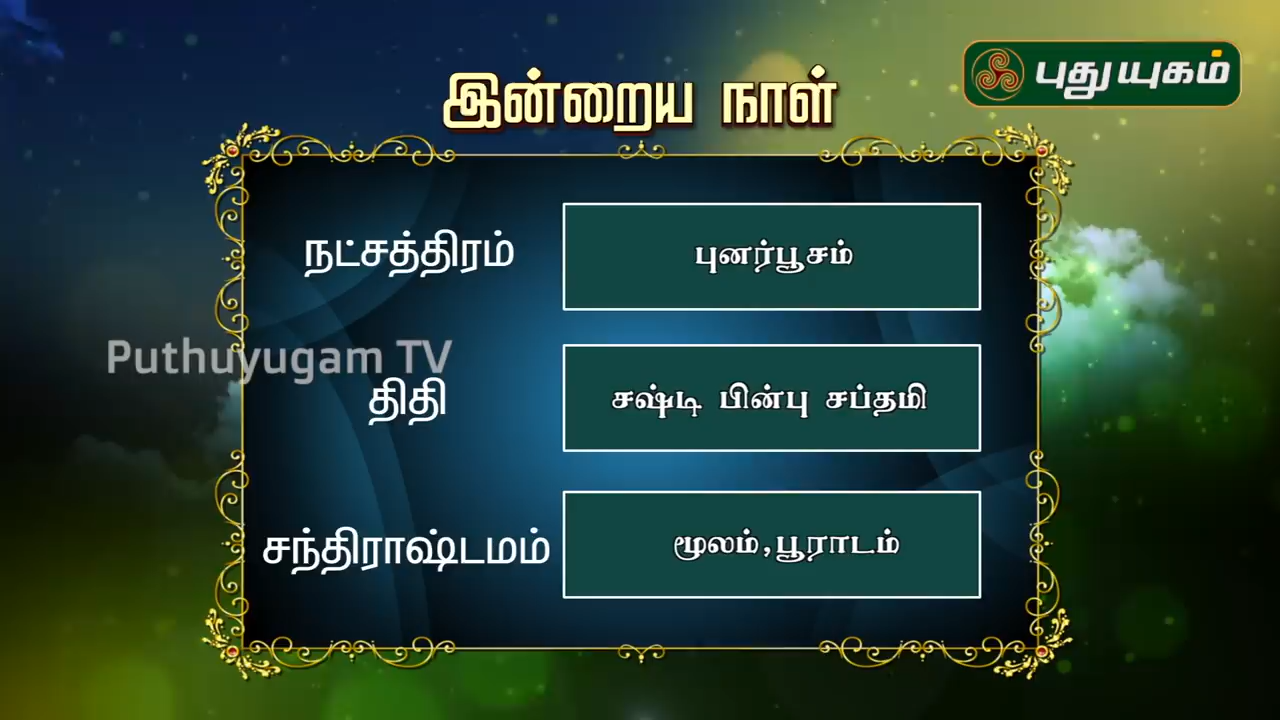 புதுயுகம்
இன்றைய நாள்
நட்சத்திரம் புனர்பூசம்
Puthuyugam TV
திதி சஷ்டி பின்பு சப்தமி
சந்திராஷ்டமம் மூலம்,பூராடம்